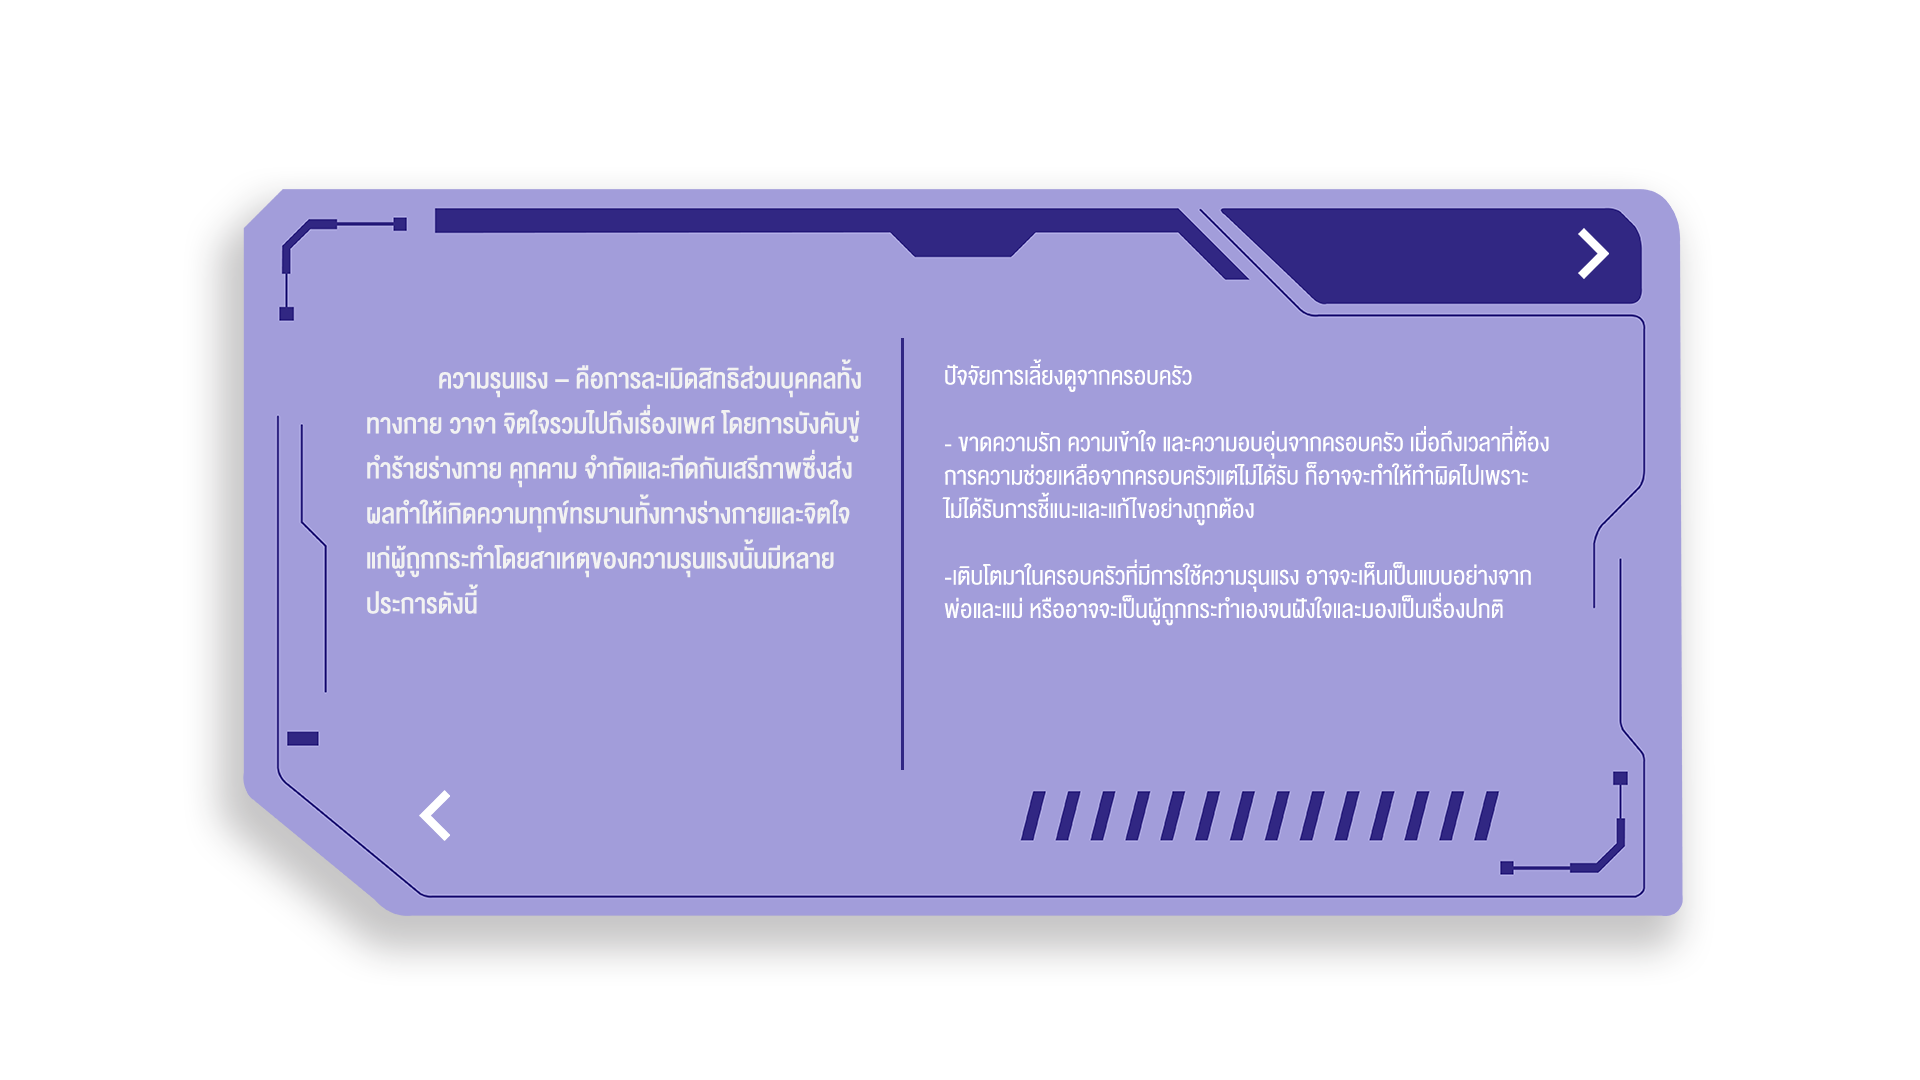 ความรุนแรง – คือการละเมิดสิทธิส่วนบุคคลทั้ง
ทางกาย วาจา จิตใจรวมไปถึงเรื่องเพศ โดยการบังคับขู่
ทำร้ายร่างกาย คุกคาม จำกัดและกีดกันเสรีภาพซึ่งส่ง
ผลทำให้เกิดความทุกข์ทรมานทั้งทางร่างกายและจิตใจ
แก่ผู้ถูกกระทำโดยสาเหตุของความรุนแรงนั้นมีหลาย
ประการดังนี้
ปัจจัยการเลี้ยงดูจากครอบครัว
- ขาดความรัก ความเข้าใจ และความอบอุ่นจากครอบครัว เมื่อถึงเวลาที่ต้อง
การความช่วยเหลือจากครอบครัวแต่ไม่ได้รับ ก็อาจจะทำให้ทำผิดไปเพราะ
ไม่ได้รับการชี้แนะและแก้ไขอย่างถูกต้อง
-เติบโตมาในครอบครัวที่มีการใช้ความรุนแรง อาจจะเห็นเป็นแบบอย่างจาก
พ่อและแม่ หรืออาจจะเป็นผู้ถูกกระทำเองจนฝังใจและมองเป็นเรื่องปกติ